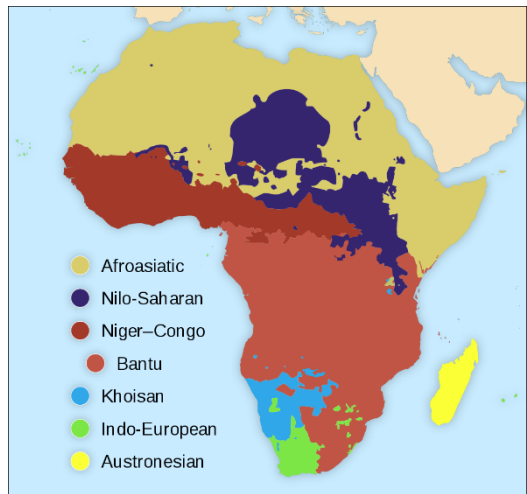 Afroasiatic
Nilo-Saharan
Niger–Congo
Bantu
Khoisan
Indo-European
Austronesian